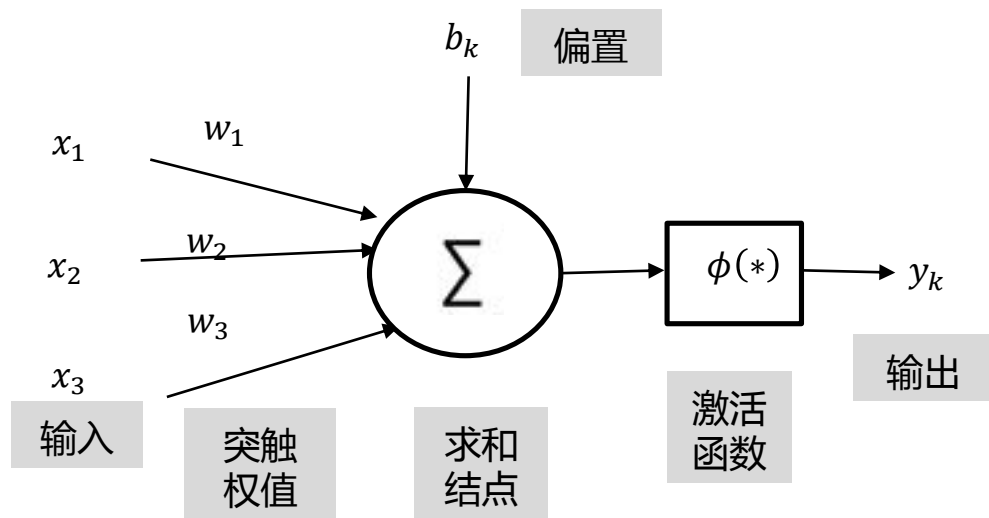 b_k
偏置
x_1
w_1
x_2
w_2
∑
ϕ(∗)
y_k
w_3
x_3
输入
突触
权值
求和
结点
激活
函数
输出